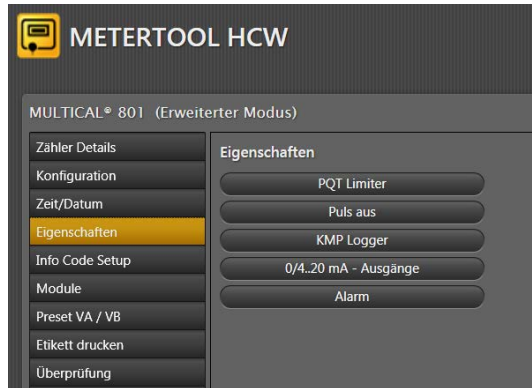 METERTOOL HCW
MULTICAL® 801 (Erweiterter Modus)
Zähler Details
Konfiguration
Zeit/Datum
Eigenschaften
Info Code Setup
Module
Preset VA / VB
Etikett drucken
Überprüfung
Eigenschaften
PQT Limiter
Puls aus
KMP Logger
0/4..20 mA - Ausgänge
Alarm